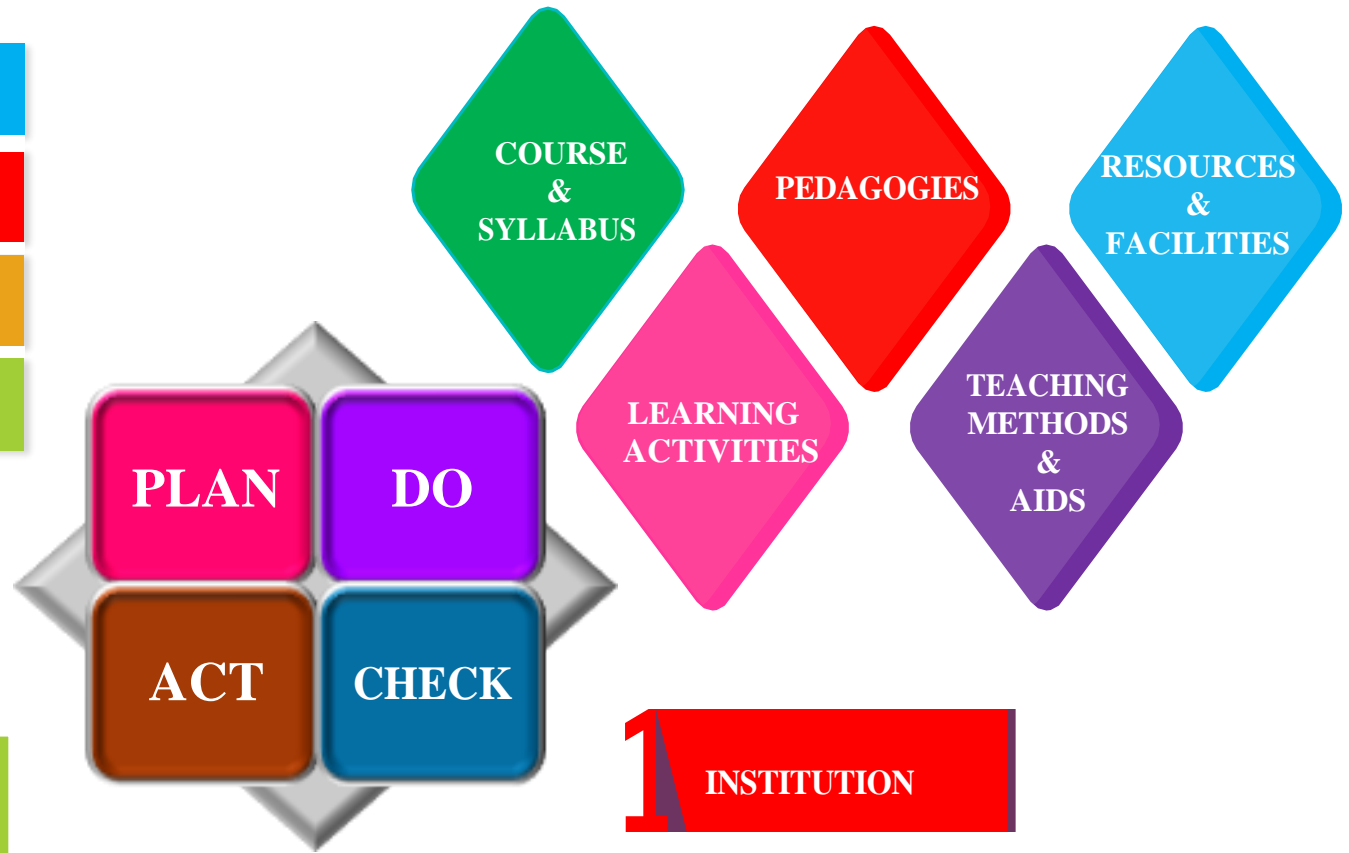 COURSE
&
SYLLABUS
PEDAGOGIES
RESOURCES
&
FACILITIES
LEARNING
ACTIVITIES
TEACHING
METHODS
&
AIDS
PLAN
DO
ACT
CHECK
1
INSTITUTION